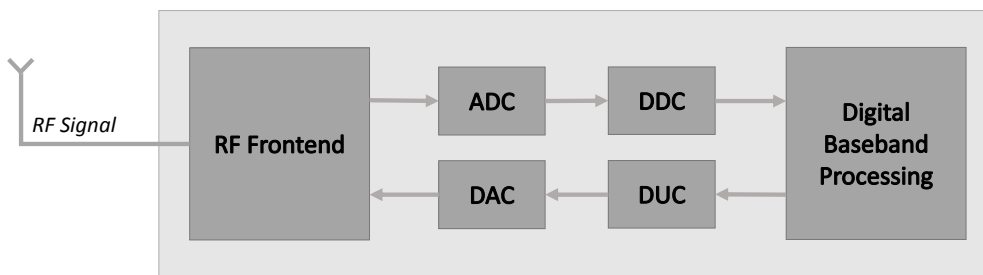 RF Signal
RF Frontend
ADC
DDC
DAC
DUC
Digital
Baseband
Processing